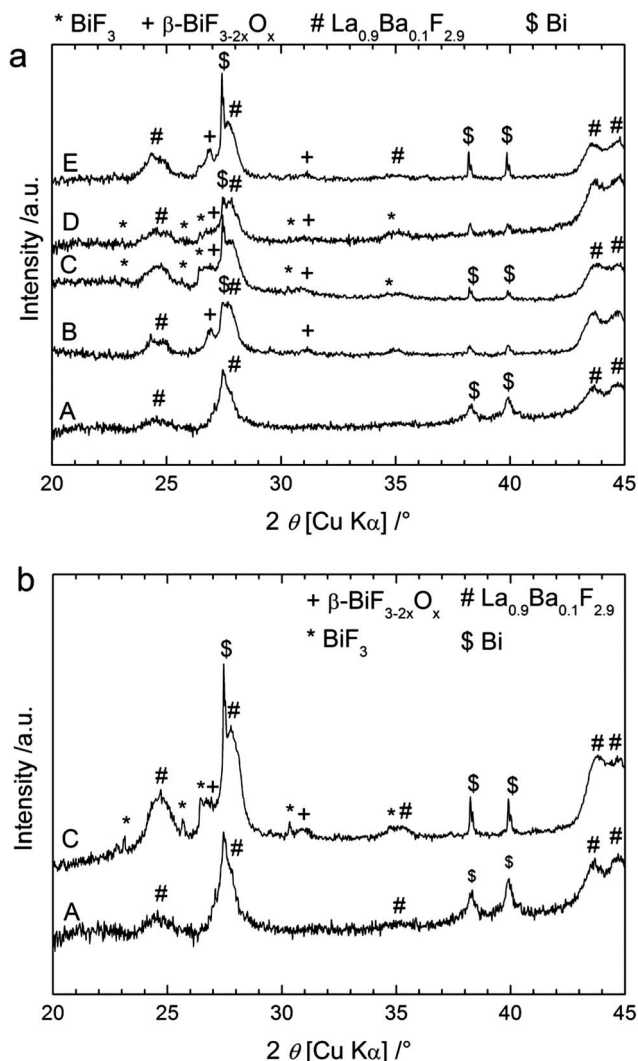 * BiF₃ + β-BiF₃₋₂ₓOₓ # La₀.₉Ba₀.₁F₂.₉ $ Bi
a
$
# + # + # $ $ # #
E
* # * * + $ # * + *
D
* # * * + * + * $ $ # #
C
$ #
# + +
B
# # $ $ # #
A
Intensity /a.u.
20 25 30 35 40 45
2 θ [Cu Kα] /°
b
+ β-BiF₃₋₂ₓOₓ # La₀.₉Ba₀.₁F₂.₉
* BiF₃ $ Bi
$
* # * * + # * + * # $ $ # #
C
# # # $ $ # #
A
Intensity /a.u.
20 25 30 35 40 45
2 θ [Cu Kα] /°